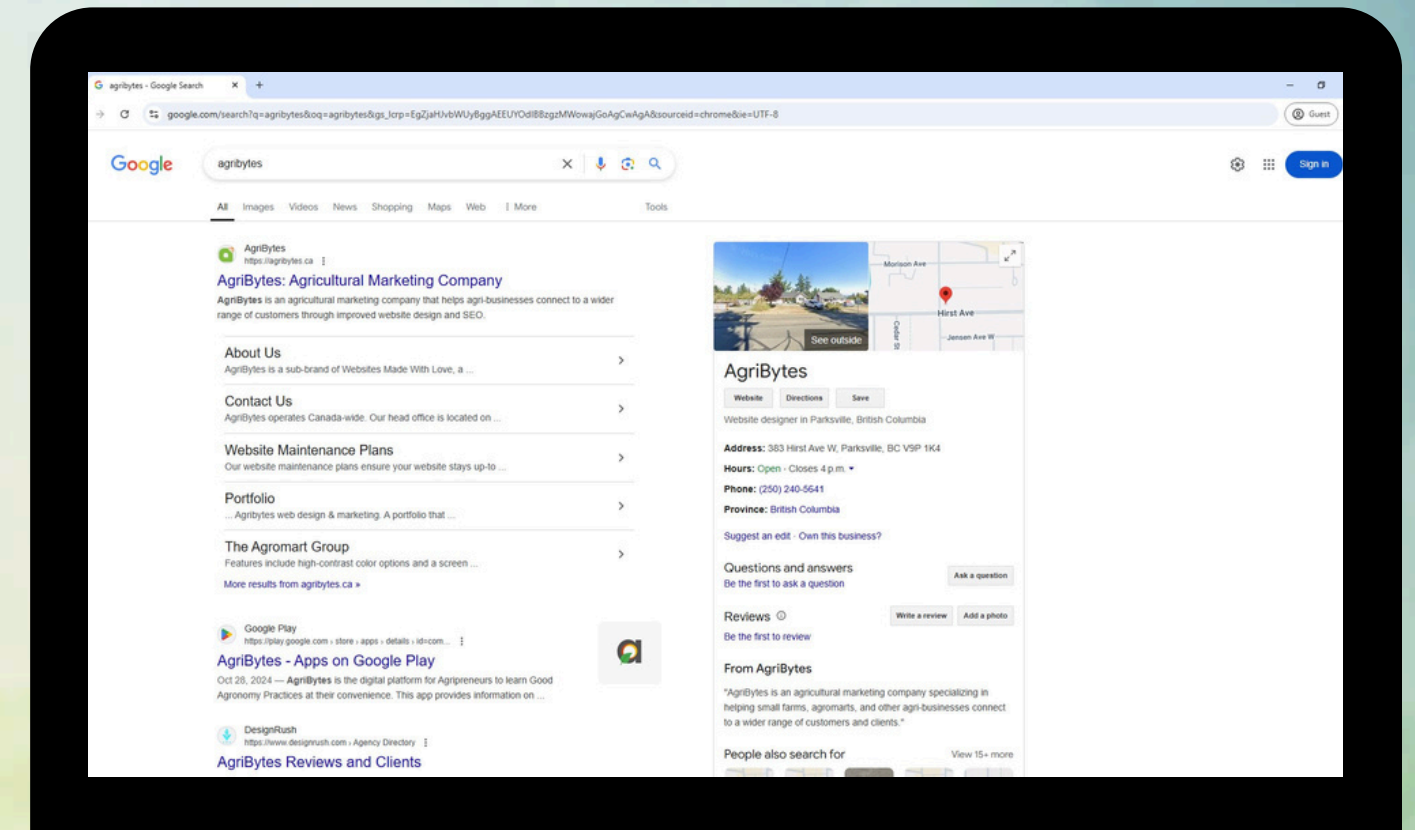 agribytes - Google Search
google.com/search?q=agribytes&oq=agribytes&gs_lcrp=EgZjaHJvbWUyBggAEEUYOdIBBzgzMWowajGoAgCwAgA&sourceid=chrome&ie=UTF-8
Guest
Google
agribytes
Sign in
All Images Videos News Shopping Maps Web More Tools
AgriBytes
https://agribytes.ca
AgriBytes: Agricultural Marketing Company
AgriBytes is an agricultural marketing company that helps agri-businesses connect to a wider
range of customers through improved website design and SEO.
About Us
AgriBytes is a sub-brand of Websites Made With Love, a ...
Contact Us
AgriBytes operates Canada-wide. Our head office is located on ...
Website Maintenance Plans
Our website maintenance plans ensure your website stays up-to ...
Portfolio
... Agribytes web design & marketing. A portfolio that ...
The Agromart Group
Features include high-contrast color options and a screen ...
More results from agribytes.ca »
Google Play
https://play.google.com › store › apps › details › id=com...
AgriBytes - Apps on Google Play
Oct 28, 2024 — AgriBytes is the digital platform for Agripreneurs to learn Good
Agronomy Practices at their convenience. This app provides information on ...
a
DesignRush
https://www.designrush.com › Agency Directory
AgriBytes Reviews and Clients
Morison Ave
Hirst Ave
Cedar St
Jensen Ave W
See outside
AgriBytes
Website Directions Save
Website designer in Parksville, British Columbia
Address: 383 Hirst Ave W, Parksville, BC V9P 1K4
Hours: Open · Closes 4 p.m.
Phone: (250) 240-5641
Province: British Columbia
Suggest an edit · Own this business?
Questions and answers
Be the first to ask a question
Ask a question
Reviews
Write a review Add a photo
Be the first to review
From AgriBytes
"AgriBytes is an agricultural marketing company specializing in
helping small farms, agromarts, and other agri-businesses connect
to a wider range of customers and clients."
People also search for
View 15+ more